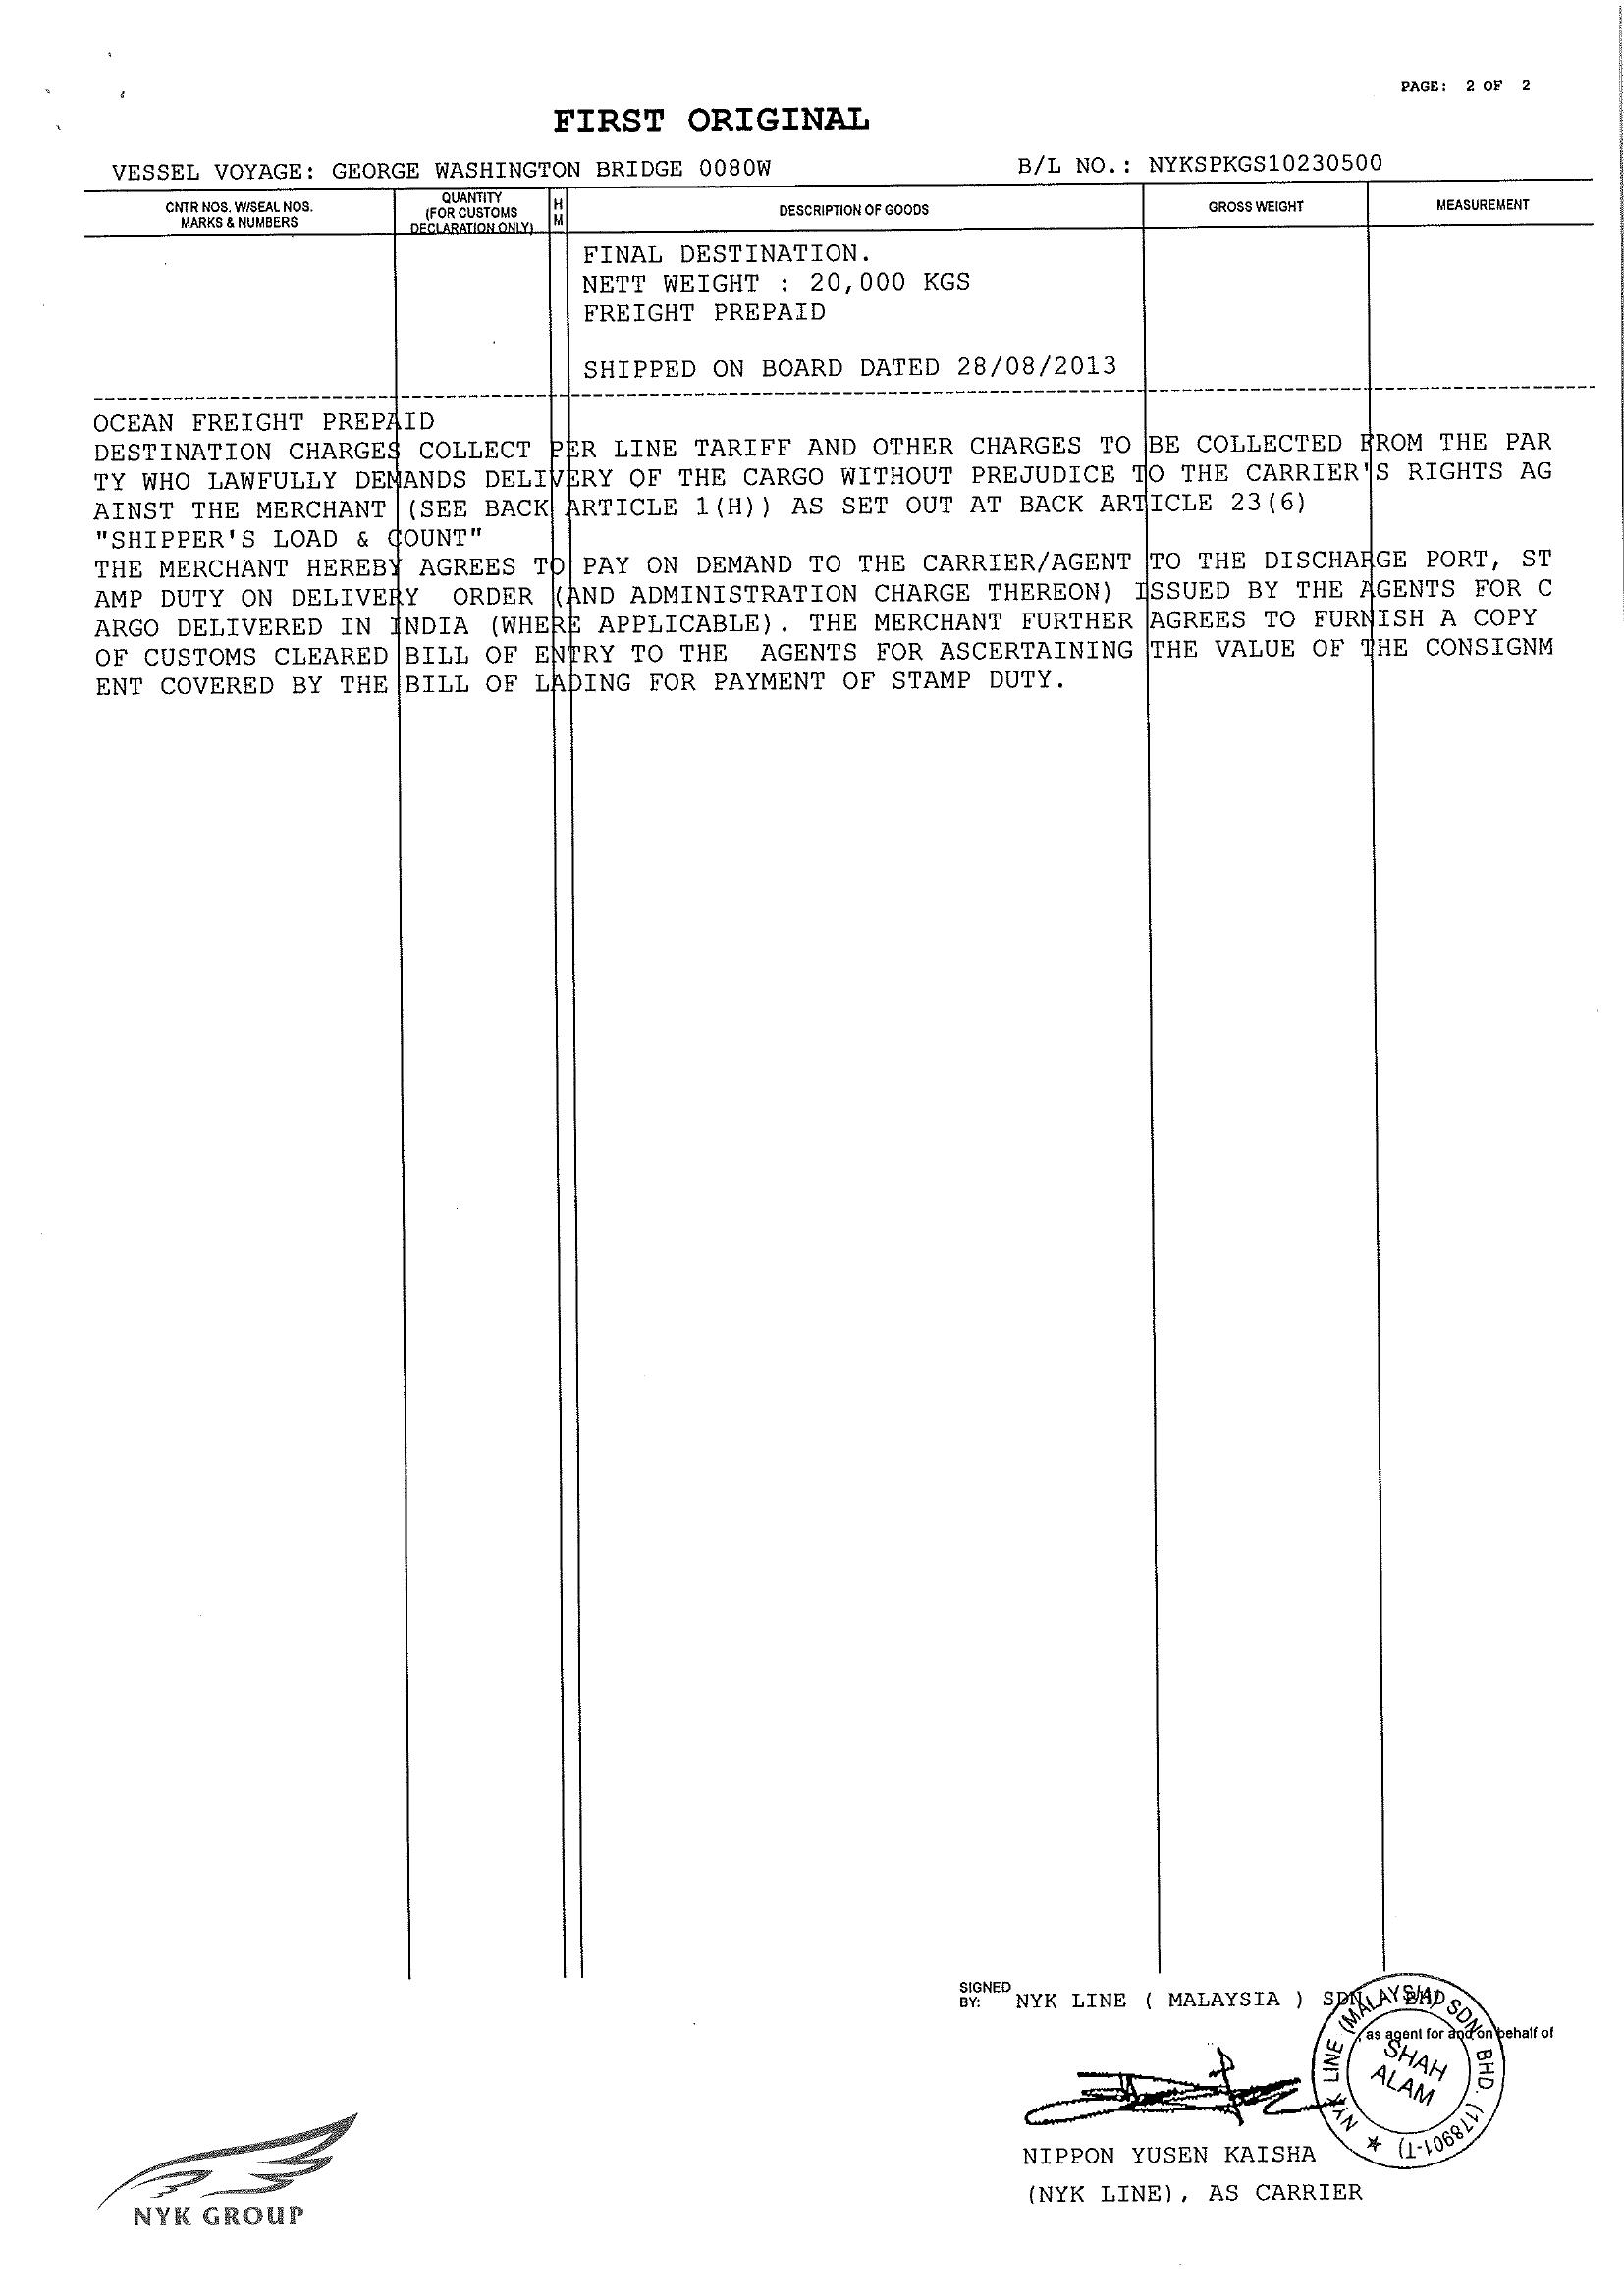 PAGE: 2 OF 2
FIRST ORIGINAL
VESSEL VOYAGE: GEORGE WASHINGTON BRIDGE 0080W
B/L NO.: NYKSPKGS10230500
CNTR NOS. W/SEAL NOS.
MARKS & NUMBERS
QUANTITY
(FOR CUSTOMS
DECLARATION ONLY)
H
M
DESCRIPTION OF GOODS
GROSS WEIGHT
MEASUREMENT
FINAL DESTINATION.
NETT WEIGHT : 20,000 KGS
FREIGHT PREPAID
SHIPPED ON BOARD DATED 28/08/2013
OCEAN FREIGHT PREPAID
DESTINATION CHARGES COLLECT PER LINE TARIFF AND OTHER CHARGES TO BE COLLECTED FROM THE PAR
TY WHO LAWFULLY DEMANDS DELIVERY OF THE CARGO WITHOUT PREJUDICE TO THE CARRIER'S RIGHTS AG
AINST THE MERCHANT (SEE BACK ARTICLE 1(H)) AS SET OUT AT BACK ARTICLE 23(6)
"SHIPPER'S LOAD & COUNT"
THE MERCHANT HEREBY AGREES TO PAY ON DEMAND TO THE CARRIER/AGENT TO THE DISCHARGE PORT, ST
AMP DUTY ON DELIVERY ORDER (AND ADMINISTRATION CHARGE THEREON) ISSUED BY THE AGENTS FOR C
ARGO DELIVERED IN INDIA (WHERE APPLICABLE). THE MERCHANT FURTHER AGREES TO FURNISH A COPY
OF CUSTOMS CLEARED BILL OF ENTRY TO THE AGENTS FOR ASCERTAINING THE VALUE OF THE CONSIGNM
ENT COVERED BY THE BILL OF LADING FOR PAYMENT OF STAMP DUTY.
SIGNED
BY:
NYK LINE ( MALAYSIA ) SDN BHD
, as agent for and on behalf of
NYK LINE (MALAYSIA) SDN. BHD. (178901-T)
SHAH
ALAM
NIPPON YUSEN KAISHA
(NYK LINE), AS CARRIER
NYK GROUP